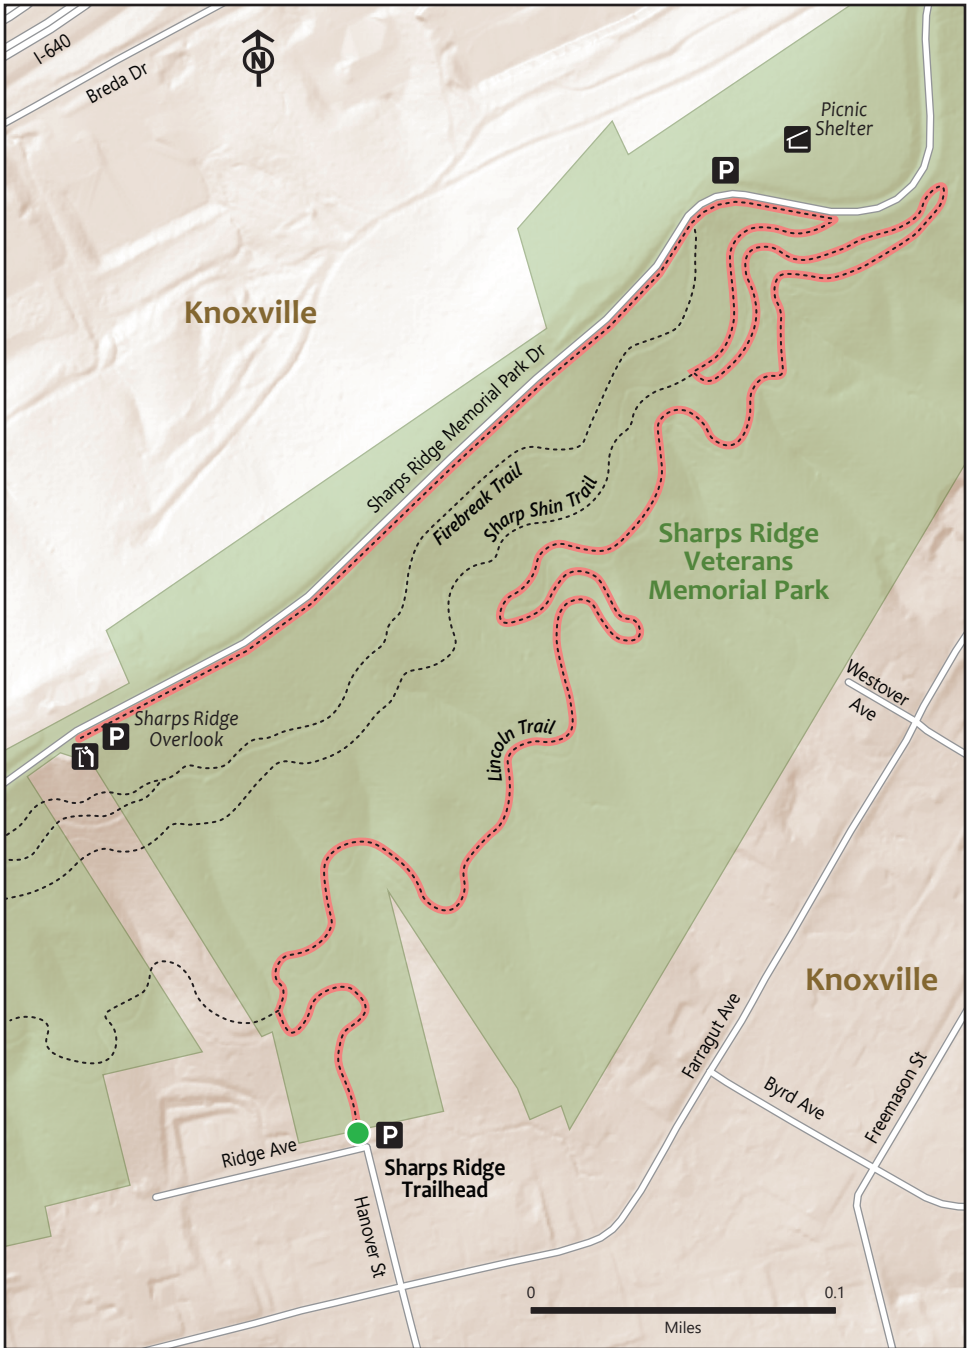 I-640
Breda Dr
N
Picnic
Shelter
P
Knoxville
Sharps Ridge Memorial Park Dr
Firebreak Trail
Sharp Shin Trail
Sharps Ridge
Veterans
Memorial Park
Westover
Ave
P
Sharps Ridge
Overlook
Lincoln Trail
Knoxville
Farragut Ave
Byrd Ave
Freemason St
P
Ridge Ave
Sharps Ridge
Trailhead
Hanover St
0 0.1
Miles